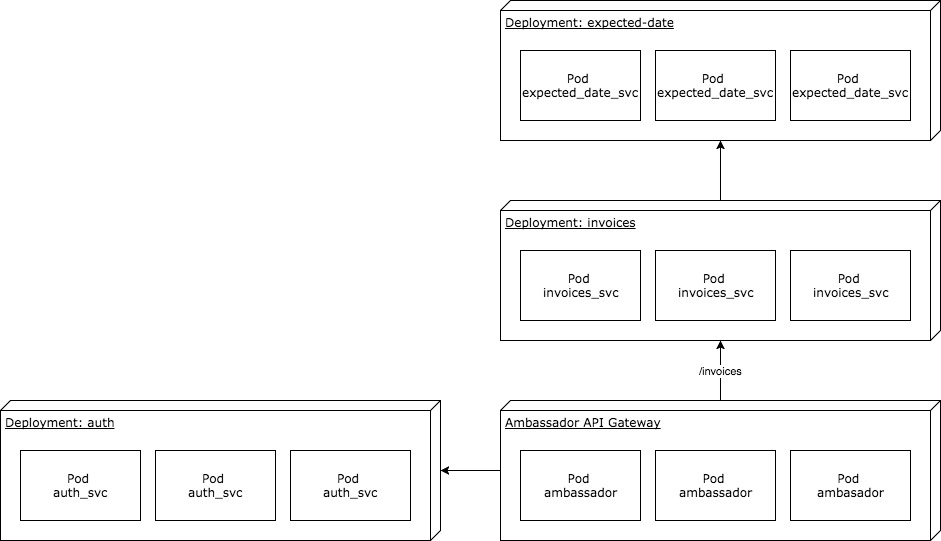 Deployment: expected-date
Pod
expected_date_svc
Pod
expected_date_svc
Pod
expected_date_svc
Deployment: invoices
Pod
invoices_svc
Pod
invoices_svc
Pod
invoices_svc
/invoices
Deployment: auth
Pod
auth_svc
Pod
auth_svc
Pod
auth_svc
Ambassador API Gateway
Pod
ambassador
Pod
ambassador
Pod
ambasador